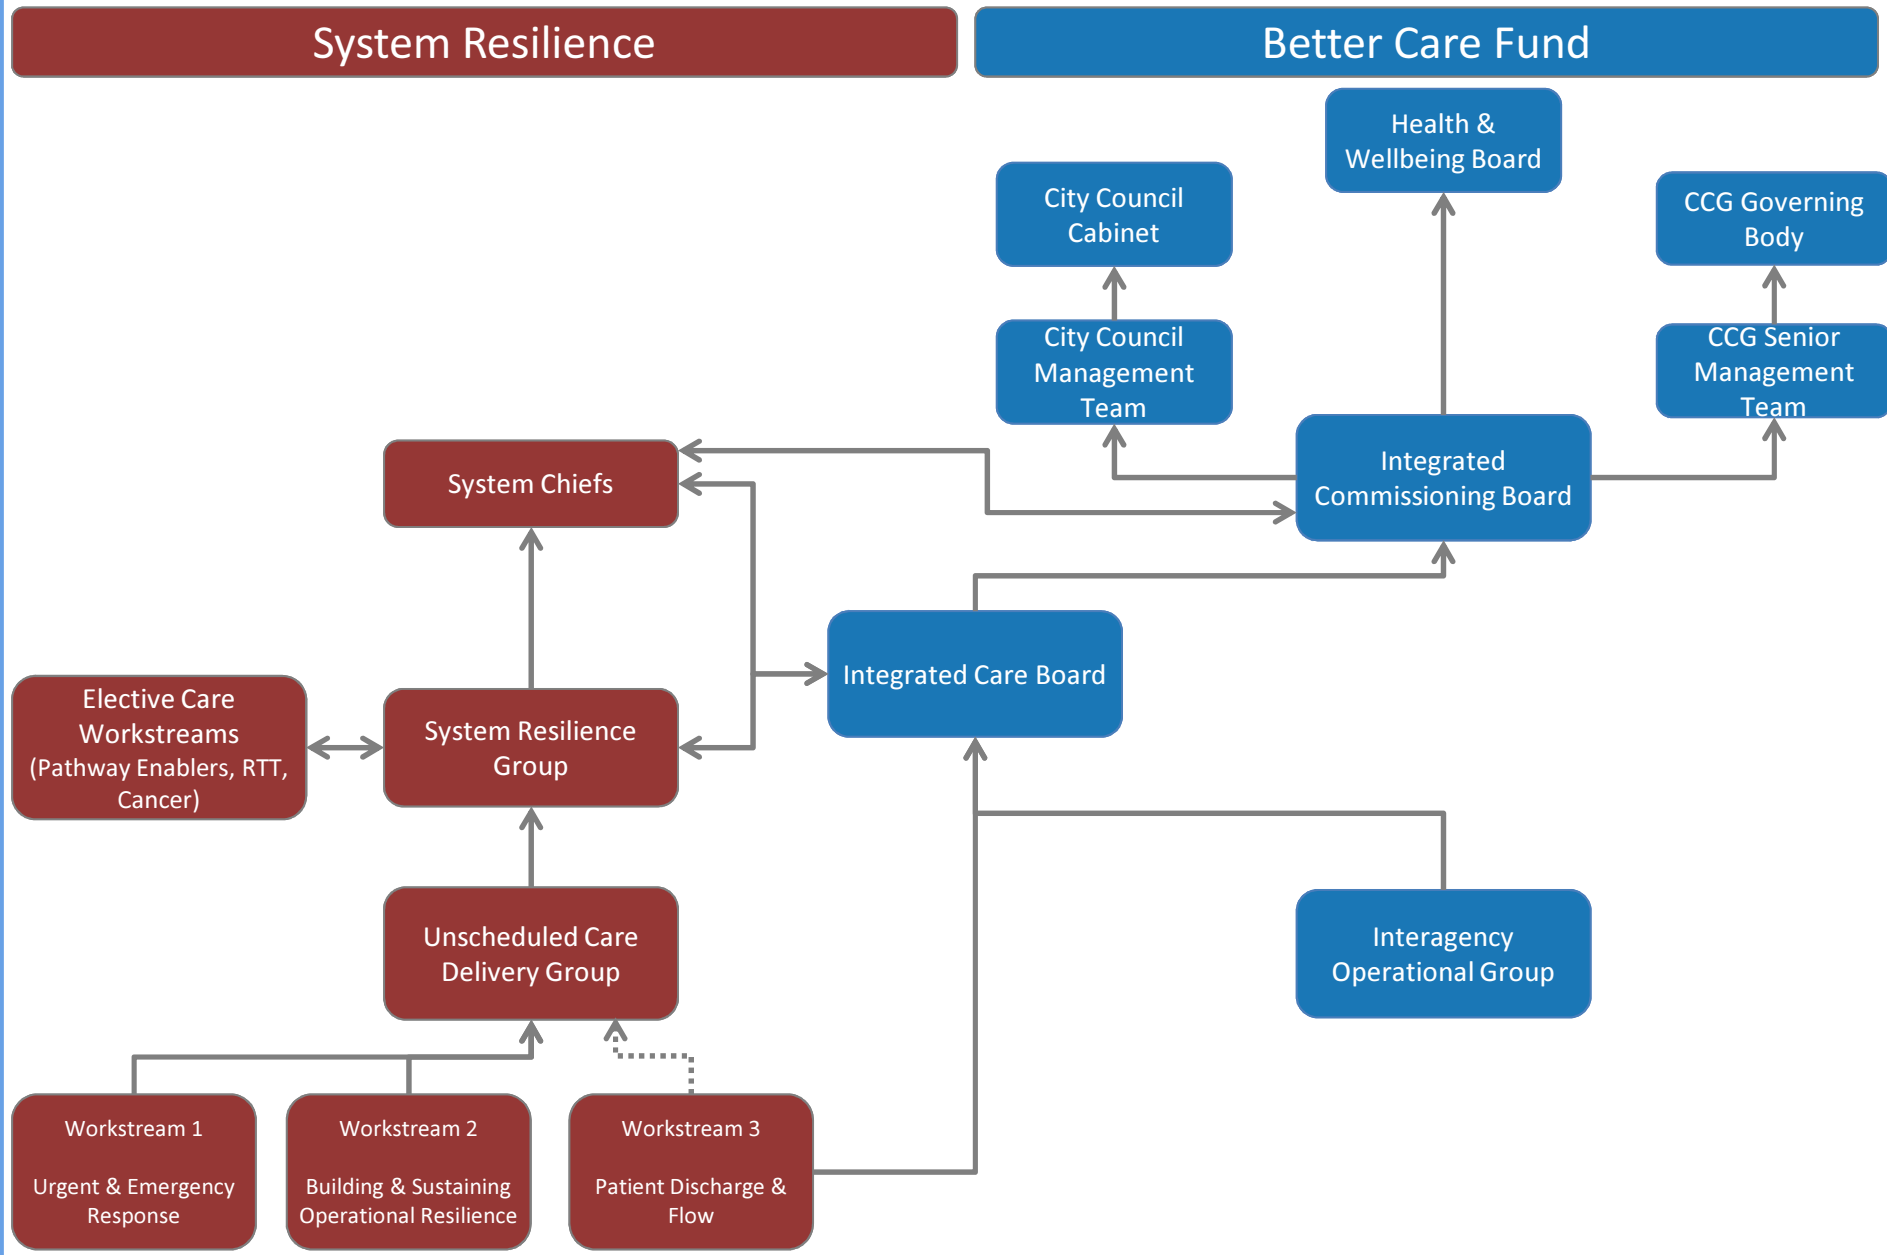 System Resilience
Better Care Fund
Health &
Wellbeing Board
City Council
Cabinet
CCG Governing
Body
City Council
Management
Team
CCG Senior
Management
Team
System Chiefs
Integrated
Commissioning Board
Integrated Care Board
Elective Care
Workstreams
(Pathway Enablers, RTT,
Cancer)
System Resilience
Group
Unscheduled Care
Delivery Group
Interagency
Operational Group
Workstream 1
Urgent & Emergency
Response
Workstream 2
Building & Sustaining
Operational Resilience
Workstream 3
Patient Discharge &
Flow